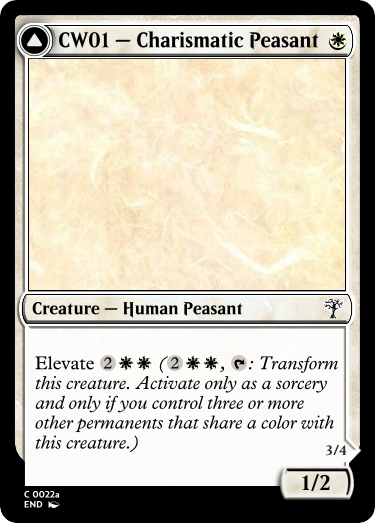 CW01 — Charismatic Peasant
Creature — Human Peasant
Elevate 2 (2, : Transform
this creature. Activate only as a sorcery
and only if you control three or more
other permanents that share a color with
this creature.)
3/4
1/2
C 0022a
END